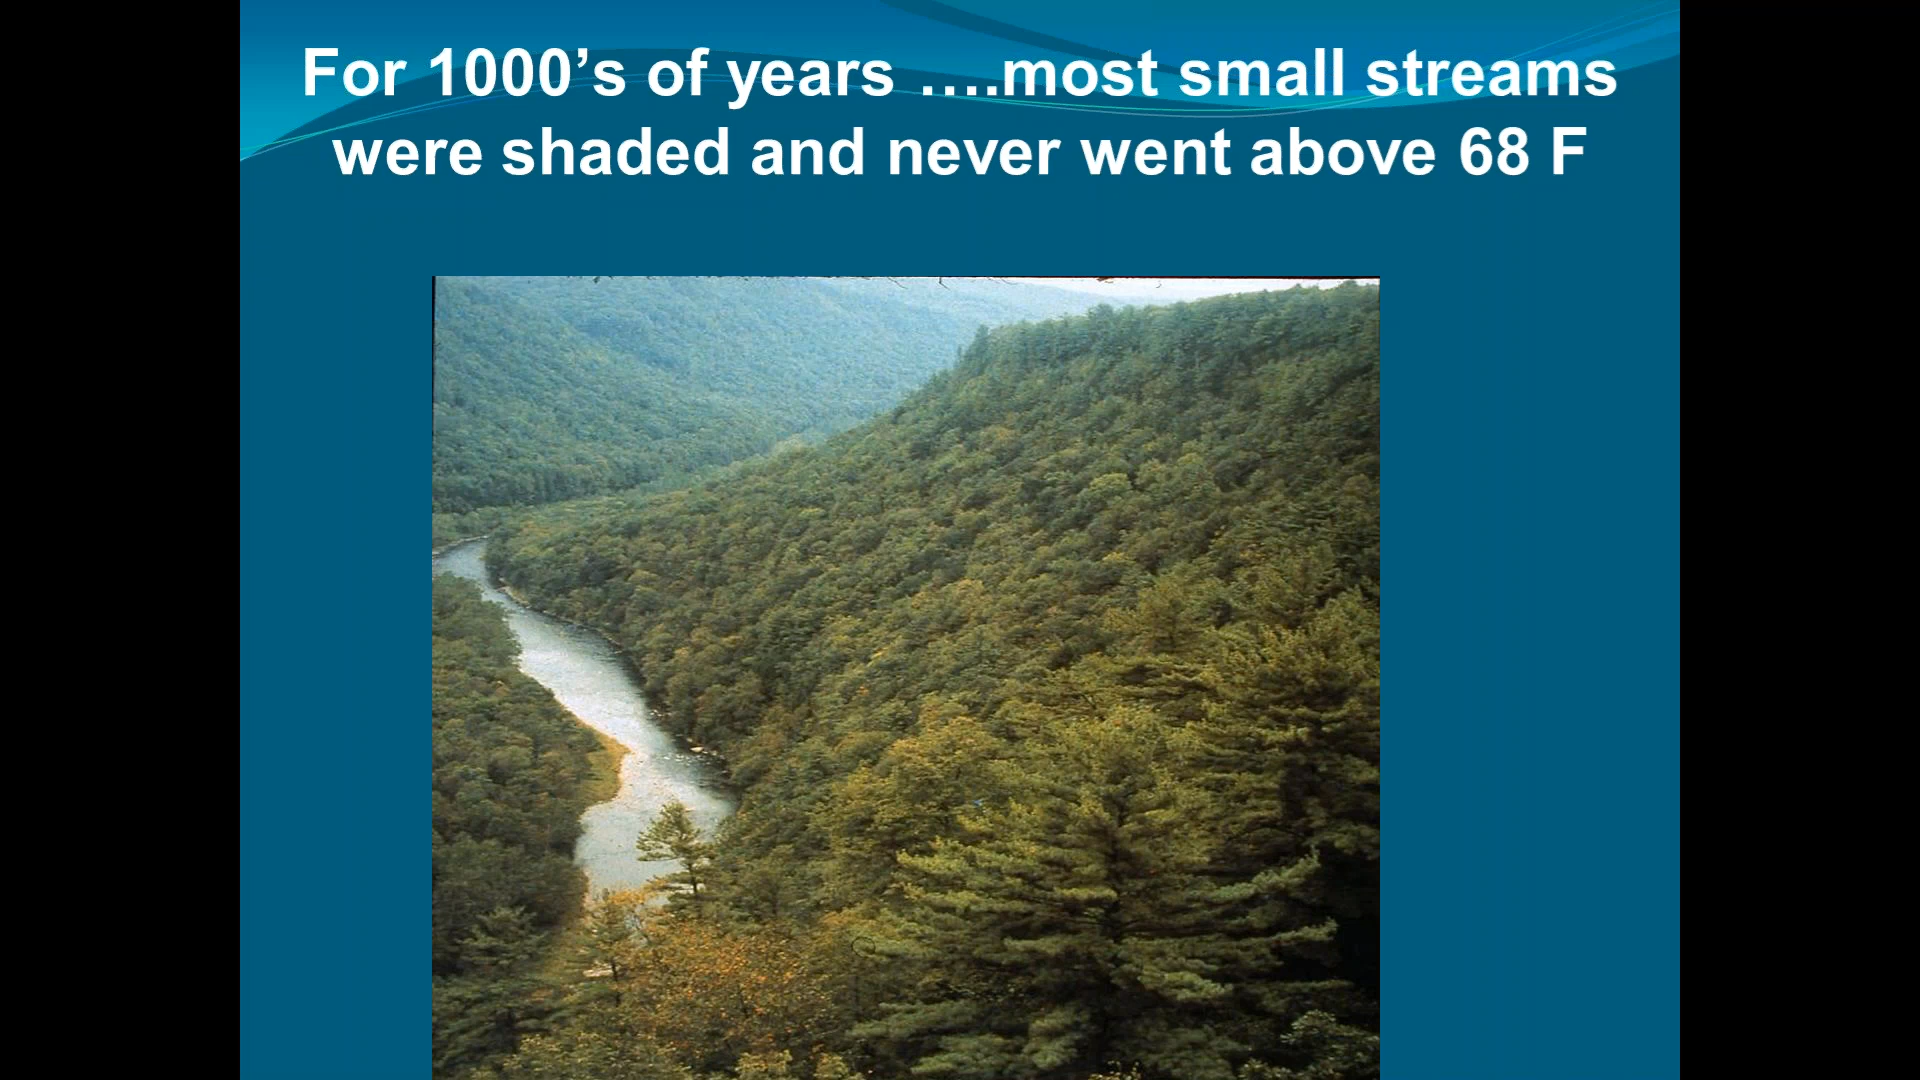 For 1000’s of years ….most small streams
were shaded and never went above 68 F